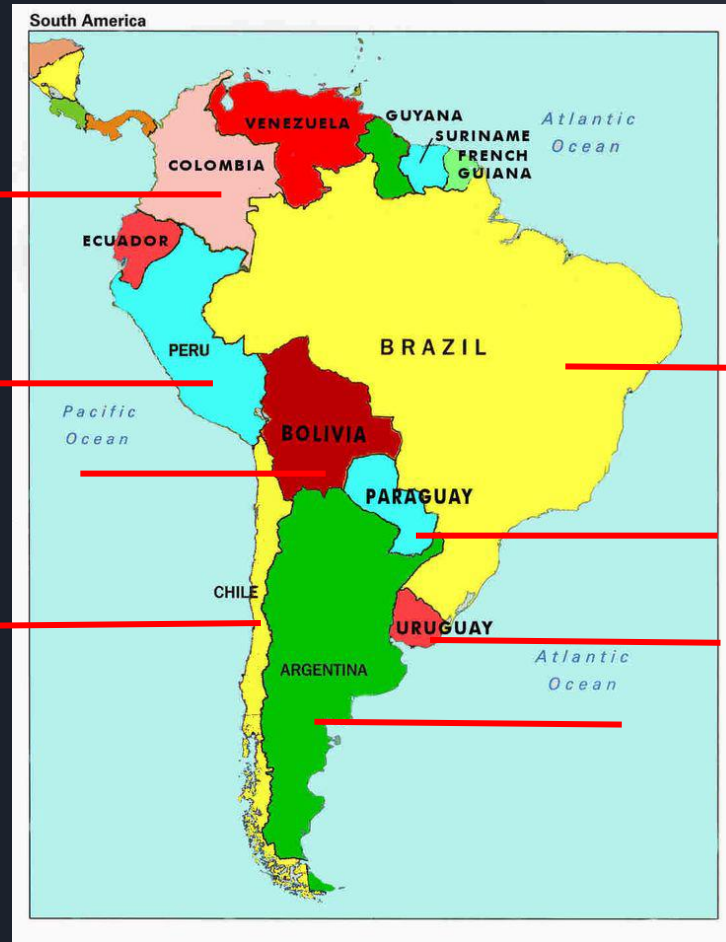 South America
VENEZUELA
GUYANA
SURINAME
FRENCH
GUIANA
Atlantic
Ocean
COLOMBIA
ECUADOR
PERU
BRAZIL
Pacific
Ocean
BOLIVIA
PARAGUAY
CHILE
URUGUAY
ARGENTINA
Atlantic
Ocean